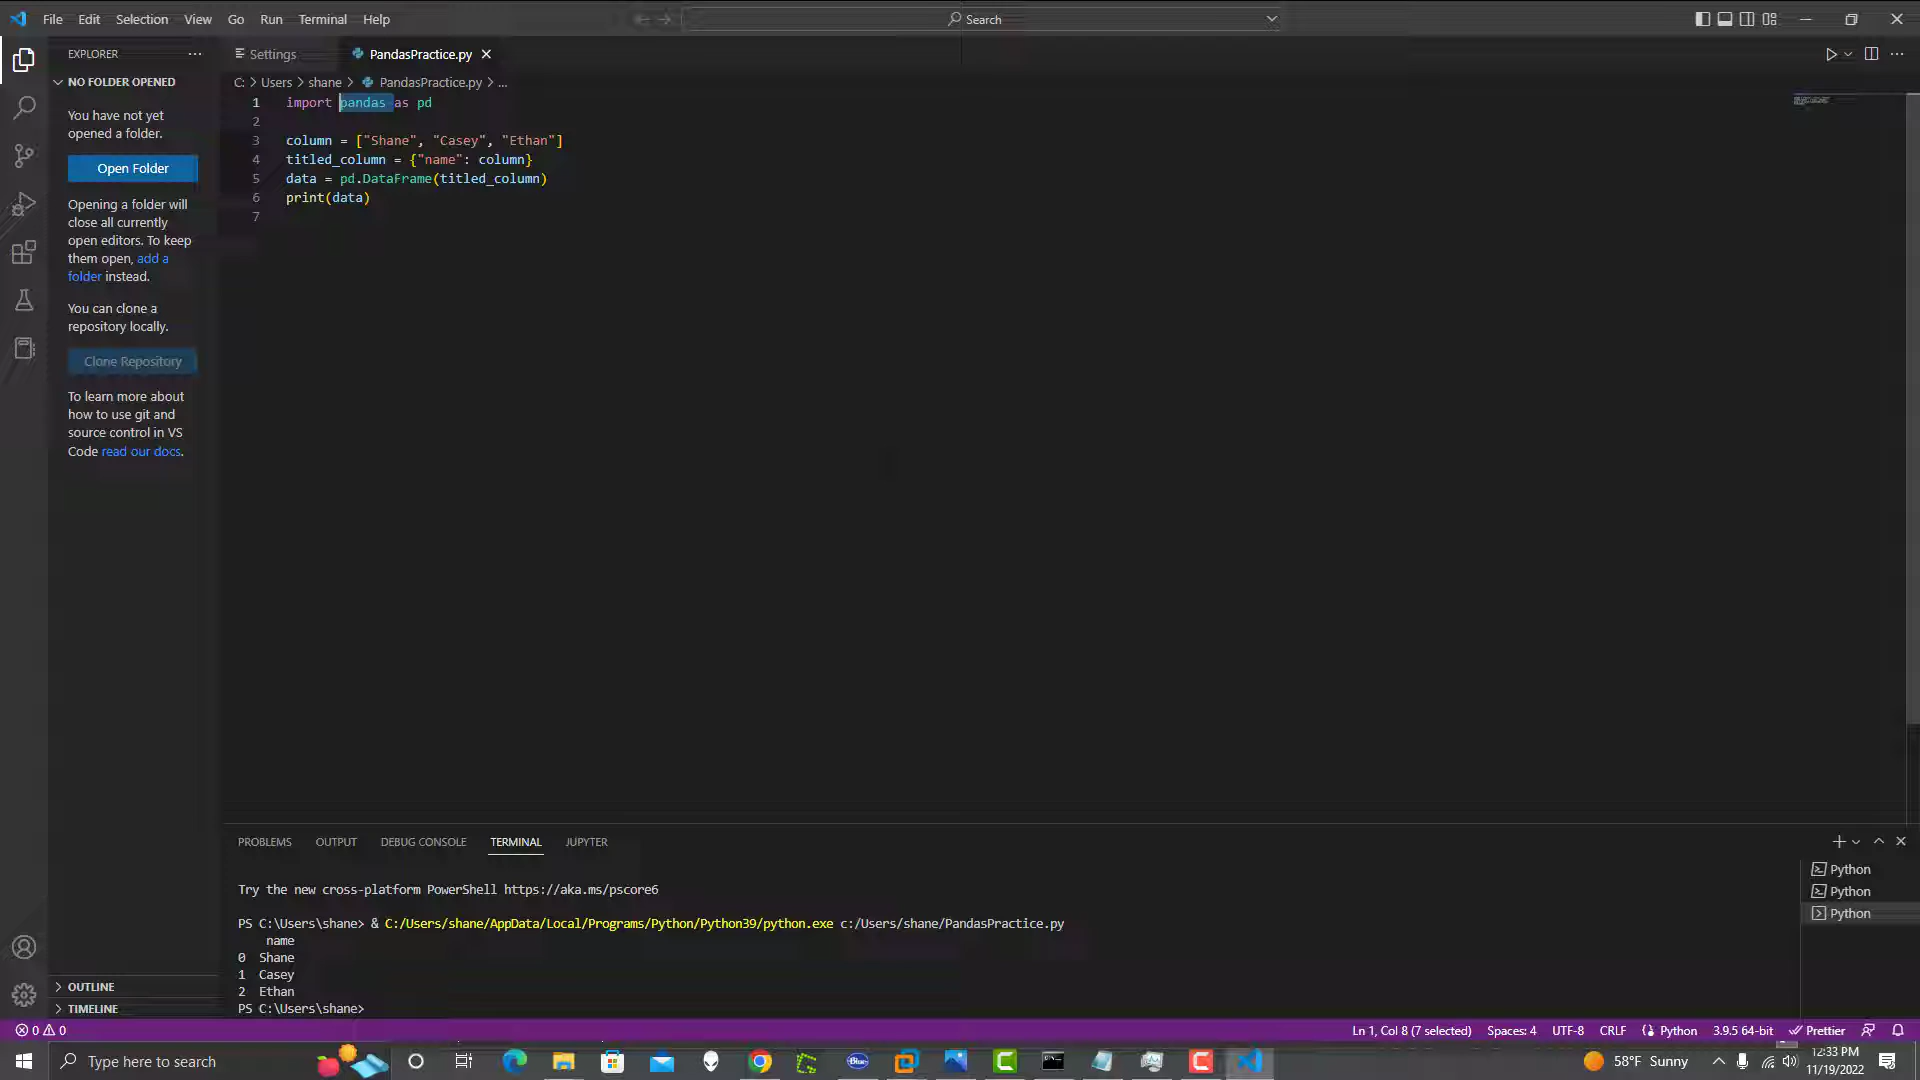 File Edit Selection View Go Run Terminal Help
Search
EXPLORER
Settings
PandasPractice.py
NO FOLDER OPENED
C: > Users > shane > PandasPractice.py > ...
You have not yet
opened a folder.
Open Folder
Opening a folder will
close all currently
open editors. To keep
them open, add a
folder instead.
You can clone a
repository locally.
Clone Repository
To learn more about
how to use git and
source control in VS
Code read our docs.
OUTLINE
TIMELINE
1 import pandas as pd
2
3 column = ["Shane", "Casey", "Ethan"]
4 titled_column = {"name": column}
5 data = pd.DataFrame(titled_column)
6 print(data)
7
PROBLEMS OUTPUT DEBUG CONSOLE TERMINAL JUPYTER
Try the new cross-platform PowerShell https://aka.ms/pscore6
PS C:\Users\shane> & C:/Users/shane/AppData/Local/Programs/Python/Python39/python.exe c:/Users/shane/PandasPractice.py
name
0 Shane
1 Casey
2 Ethan
PS C:\Users\shane>
Python
Python
Python
0 0
Ln 1, Col 8 (7 selected) Spaces: 4 UTF-8 CRLF Python 3.9.5 64-bit Prettier
Type here to search
Blue
58°F Sunny
12:33 PM
11/19/2022